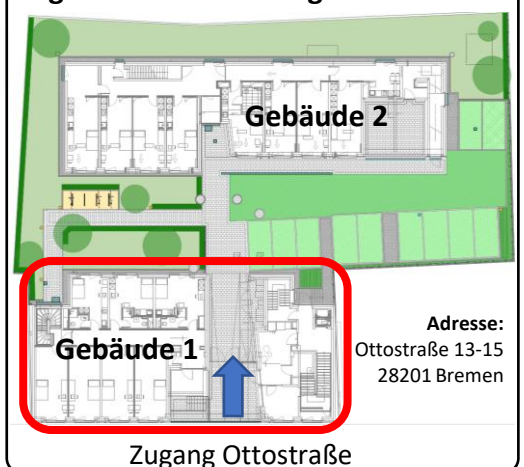 Gebäude 2
Gebäude 1
Adresse:
Ottostraße 13-15
28201 Bremen
Zugang Ottostraße